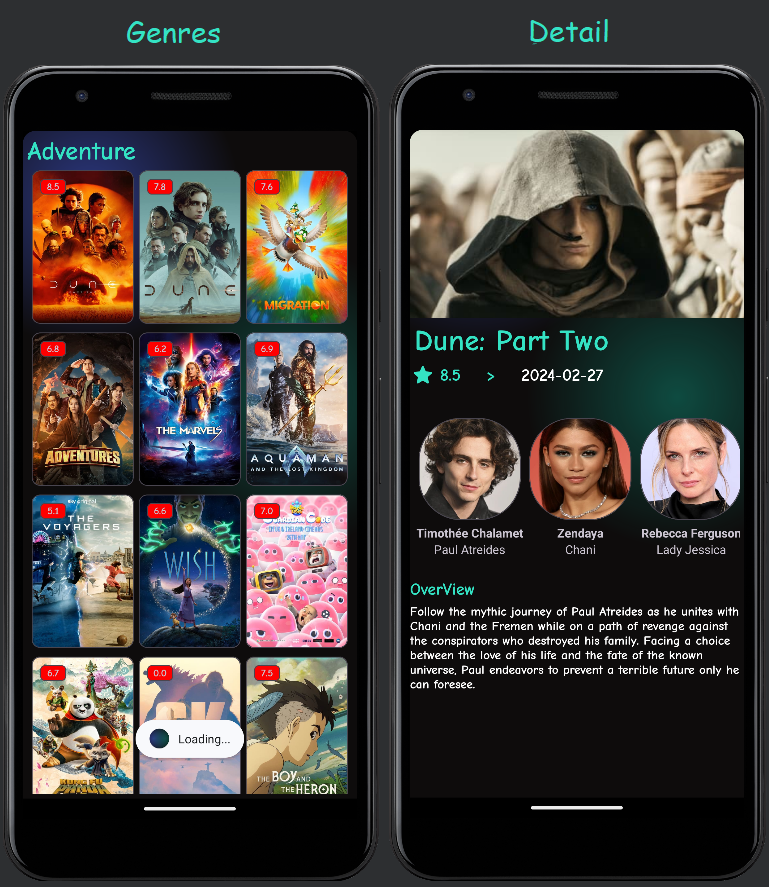 Genres
Detail
Adventure
8.5
7.8
7.6
DUNE
DUNE
MIGRATION
6.8
6.2
6.9
THE
ADVENTURES
THE MARVELS
AQUAMAN
AND THE LOST KINGDOM
5.1
6.6
7.0
sky original
THE
VOYAGERS
WISH
6.7
0.0
7.5
GK
Loading...
THE BOY AND
THE HERON
KUNG FU
Dune: Part Two
8.5 > 2024-02-27
Timothée Chalamet
Paul Atreides
Zendaya
Chani
Rebecca Ferguson
Lady Jessica
OverView
Follow the mythic journey of Paul Atreides as he unites with
Chani and the Fremen while on a path of revenge against
the conspirators who destroyed his family. Facing a choice
between the love of his life and the fate of the known
universe, Paul endeavors to prevent a terrible future only he
can foresee.